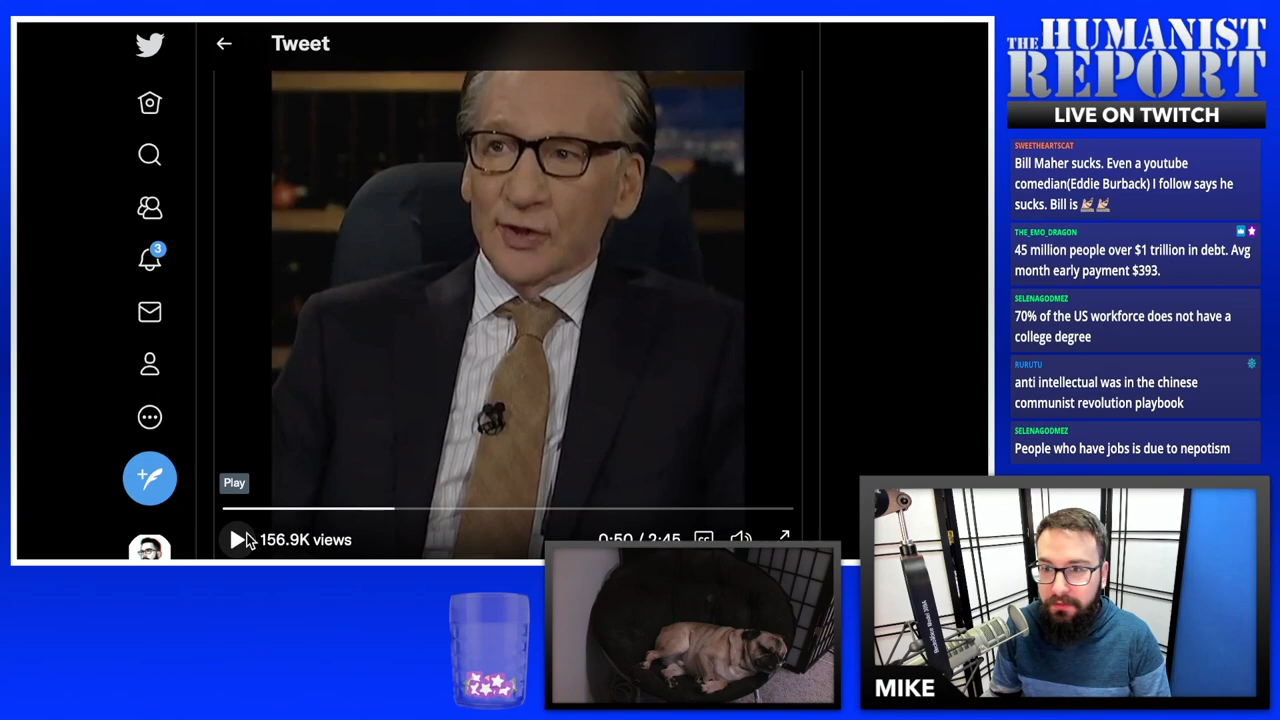 Tweet
3
Play
156.9K views
0:50 / 2:45
CC
THE HUMANIST
REPORT
LIVE ON TWITCH
SWEETHEARTSCAT
Bill Maher sucks. Even a youtube
comedian(Eddie Burback) I follow says he
sucks. Bill is
THE_EMO_DRAGON
45 million people over $1 trillion in debt. Avg
month early payment $393.
SELENAGODMEZ
70% of the US workforce does not have a
college degree
RURUTU
anti intellectual was in the chinese
communist revolution playbook
SELENAGODMEZ
People who have jobs is due to nepotism
MIKE